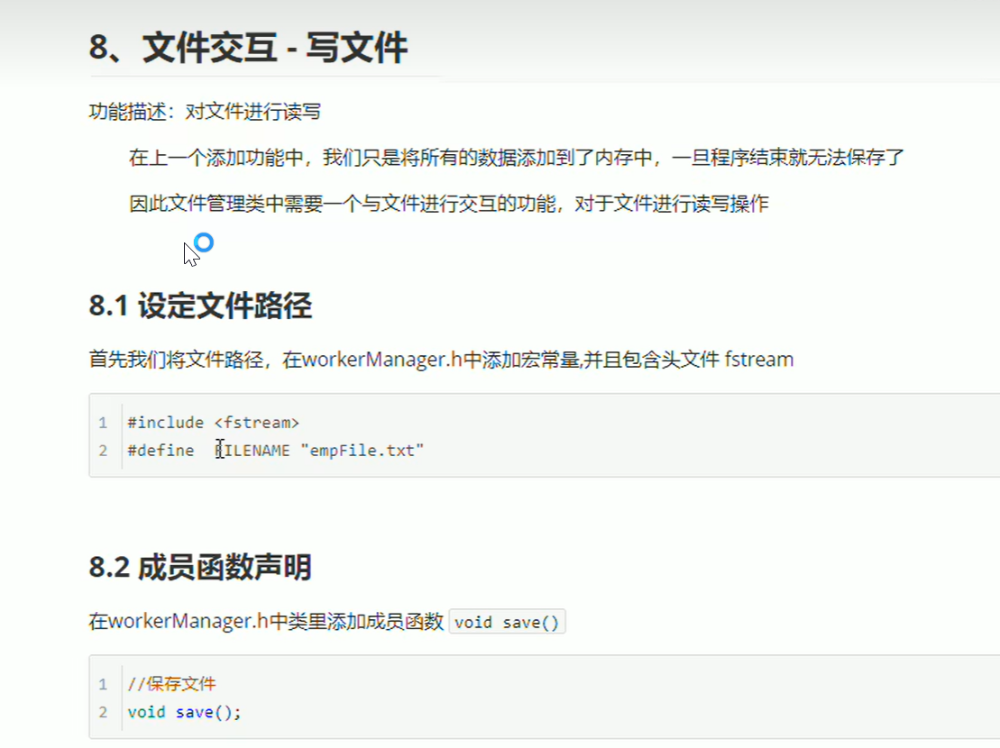 8、文件交互 - 写文件
功能描述：对文件进行读写
在上一个添加功能中，我们只是将所有的数据添加到了内存中，一旦程序结束就无法保存了
因此文件管理类中需要一个与文件进行交互的功能，对于文件进行读写操作
8.1 设定文件路径
首先我们将文件路径，在workerManager.h中添加宏常量,并且包含头文件 fstream
1 #include <fstream>
2 #define  FILENAME "empFile.txt"
8.2 成员函数声明
在workerManager.h中类里添加成员函数 void save()
1 //保存文件
2 void save();